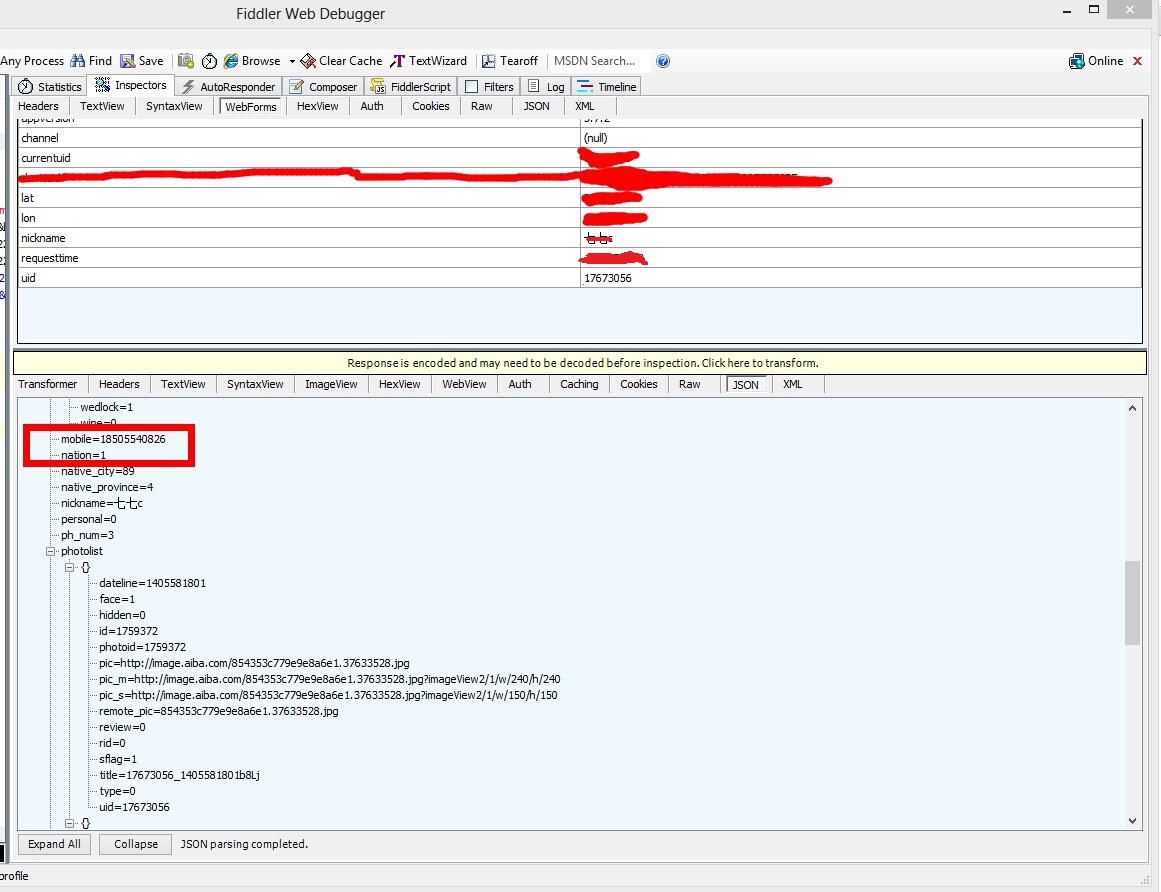 Fiddler Web Debugger
Any Process Find Save Browse Clear Cache TextWizard Tearoff MSDN Search... Online
Statistics Inspectors AutoResponder Composer FiddlerScript Filters Log Timeline
Headers TextView SyntaxView WebForms HexView Auth Cookies Raw JSON XML
appversion 5.7.2
channel (null)
currentuid
lat
lon
nickname
requesttime
uid 17673056
Response is encoded and may need to be decoded before inspection. Click here to transform.
Transformer Headers TextView SyntaxView ImageView HexView WebView Auth Caching Cookies Raw JSON XML
wedlock=1
wine=0
mobile=18505540826
nation=1
native_city=89
native_province=4
nickname=七七c
personal=0
ph_num=3
photolist
{}
dateline=1405581801
face=1
hidden=0
id=1759372
photoid=1759372
pic=http://image.aiba.com/854353c779e9e8a6e1.37633528.jpg
pic_m=http://image.aiba.com/854353c779e9e8a6e1.37633528.jpg?imageView2/1/w/240/h/240
pic_s=http://image.aiba.com/854353c779e9e8a6e1.37633528.jpg?imageView2/1/w/150/h/150
remote_pic=854353c779e9e8a6e1.37633528.jpg
review=0
rid=0
sflag=1
title=17673056_1405581801b8Lj
type=0
uid=17673056
{}
Expand All Collapse JSON parsing completed.
profile